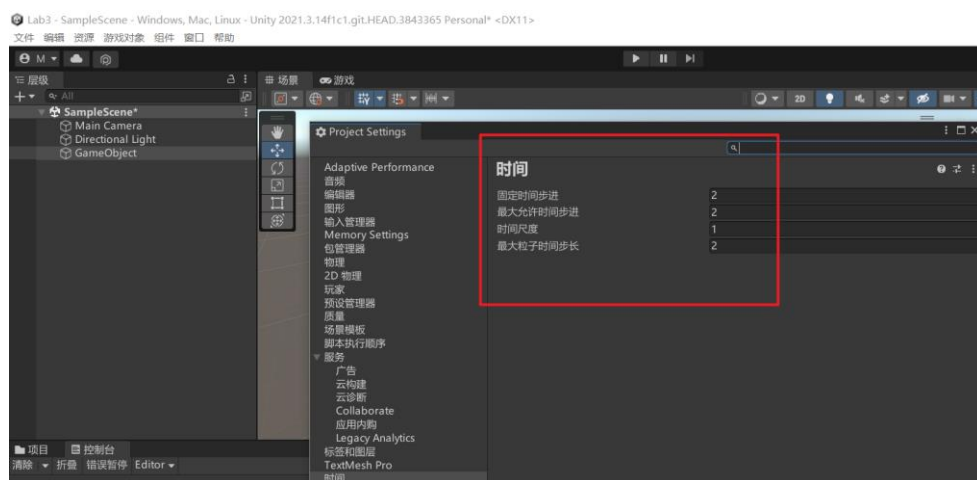 Lab3 - SampleScene - Windows, Mac, Linux - Unity 2021.3.14f1c1.git.HEAD.3843365 Personal* <DX11>
文件 编辑 资源 游戏对象 组件 窗口 帮助
M
层级
场景 游戏
All
2D
SampleScene*
Main Camera
Directional Light
GameObject
Project Settings
Adaptive Performance
音频
编辑器
图形
输入管理器
Memory Settings
包管理器
物理
2D 物理
玩家
预设管理器
质量
场景模板
脚本执行顺序
服务
广告
云构建
云诊断
Collaborate
应用内购
Legacy Analytics
标签和图层
TextMesh Pro
时间
时间
固定时间步进 2
最大允许时间步进 2
时间尺度 1
最大粒子时间步长 2
项目 控制台
清除 折叠 错误暂停 Editor